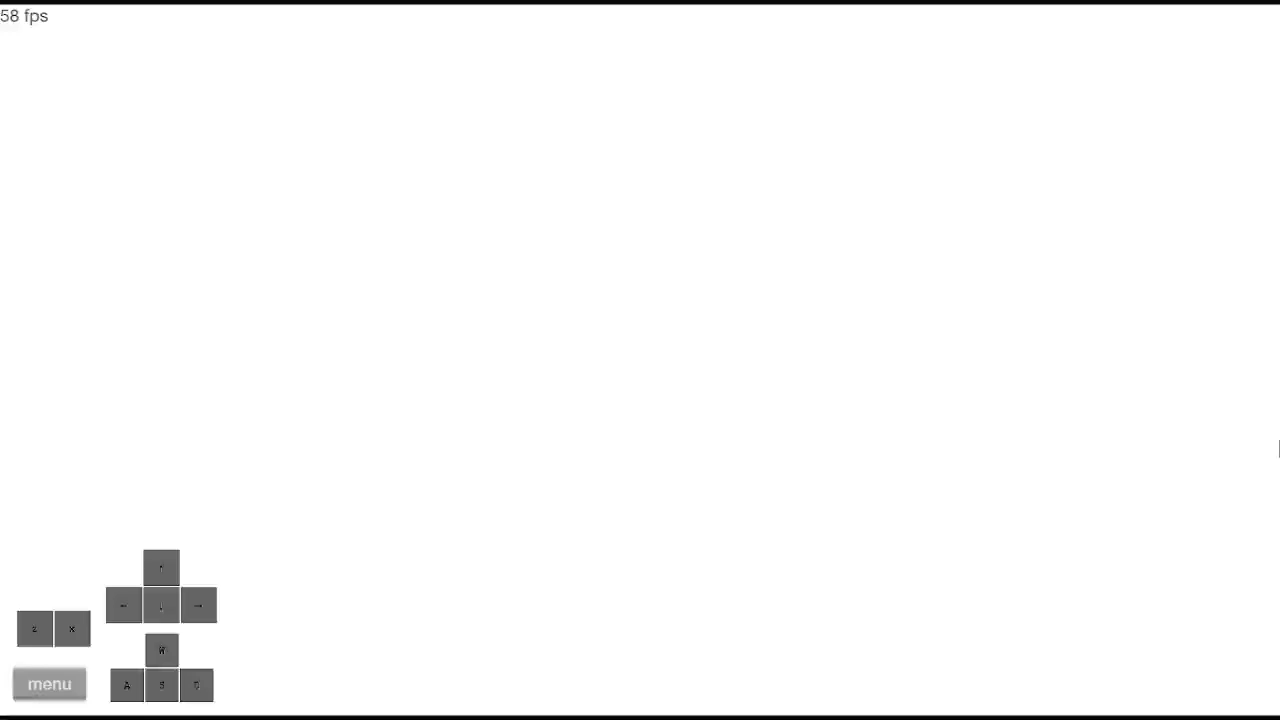 58 fps
↑
← ↓ →
Z X
W
menu
A S D